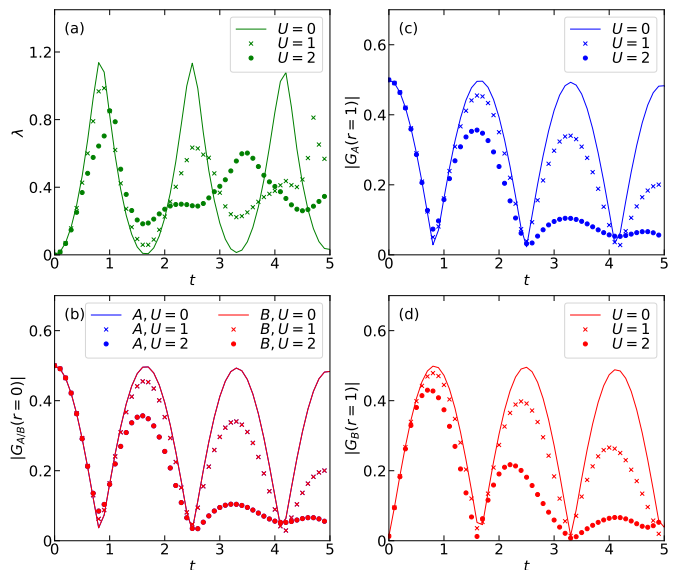 (a)
U = 0
U = 1
U = 2
λ
0 0.4 0.8 1.2
0 1 2 3 4 5
t
(c)
U = 0
U = 1
U = 2
|G_A(r = 1)|
0 0.2 0.4 0.6
0 1 2 3 4 5
t
(b)
A, U = 0 B, U = 0
A, U = 1 B, U = 1
A, U = 2 B, U = 2
|G_{A/B}(r = 0)|
0 0.2 0.4 0.6
0 1 2 3 4 5
t
(d)
U = 0
U = 1
U = 2
|G_B(r = 1)|
0 0.2 0.4 0.6
0 1 2 3 4 5
t